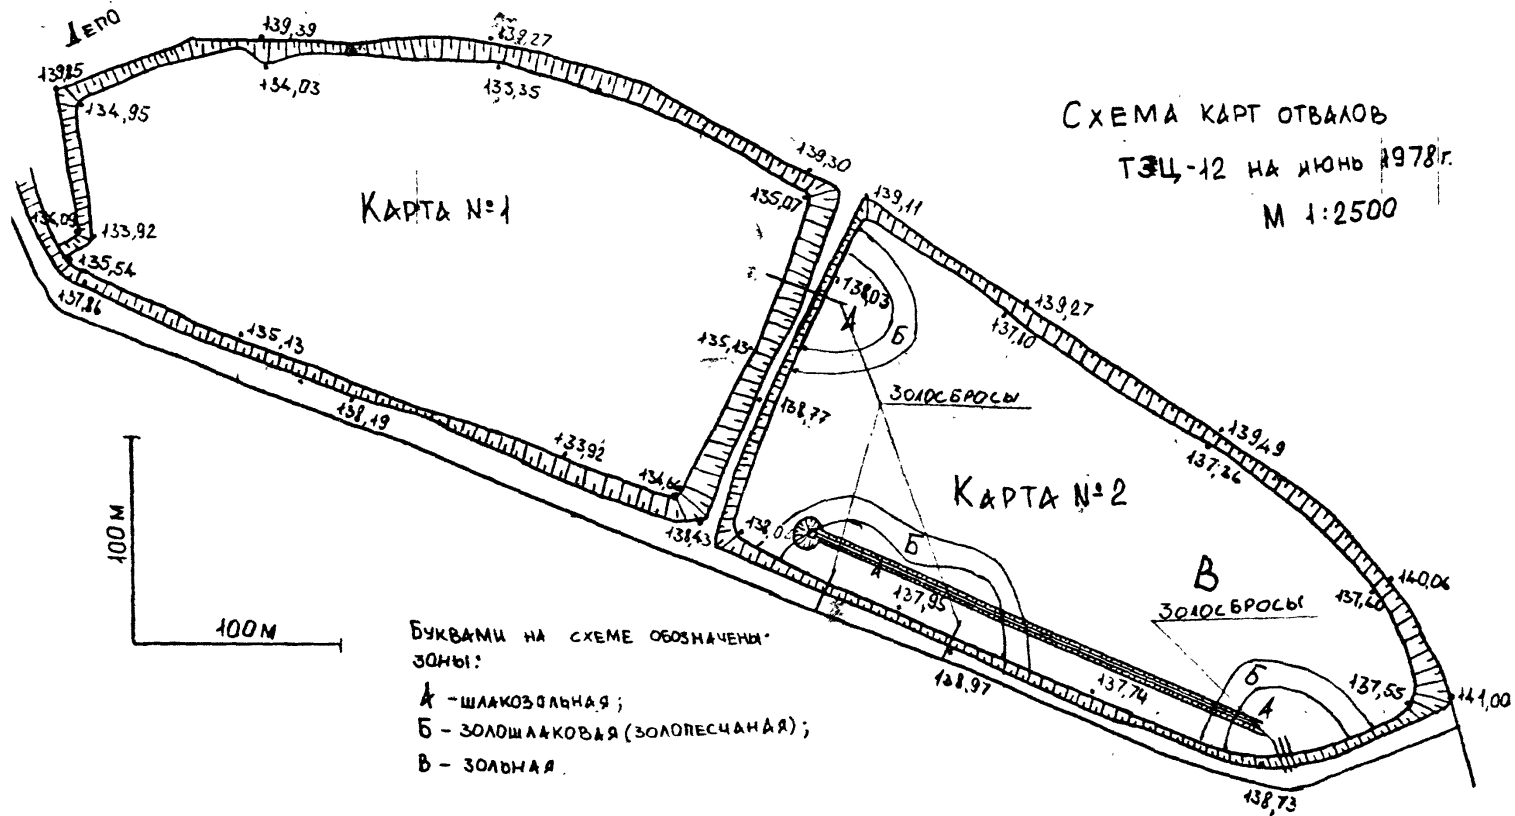 Депо
139,39
139,27
139,25
134,03
133,35
134,95
Схема карт отвалов
ТЭЦ-12 на июнь 1978 г.
М 1:2500
139,30
135,07
139,11
Карта №1
133,92
135,54
137,86
138,03
А
Б
139,27
137,10
135,13
135,13
138,19
138,77
золосбросы
133,92
139,49
137,36
Карта №2
138,43
Б
А
В
140,06
137,40
137,95
золосбросы
100 м
100 м
Буквами на схеме обозначены
зоны:
А - шлакозольная;
Б - золошлаковая (золопесчаная);
В - зольная.
138,97
137,74
Б
А
137,55
141,00
138,73